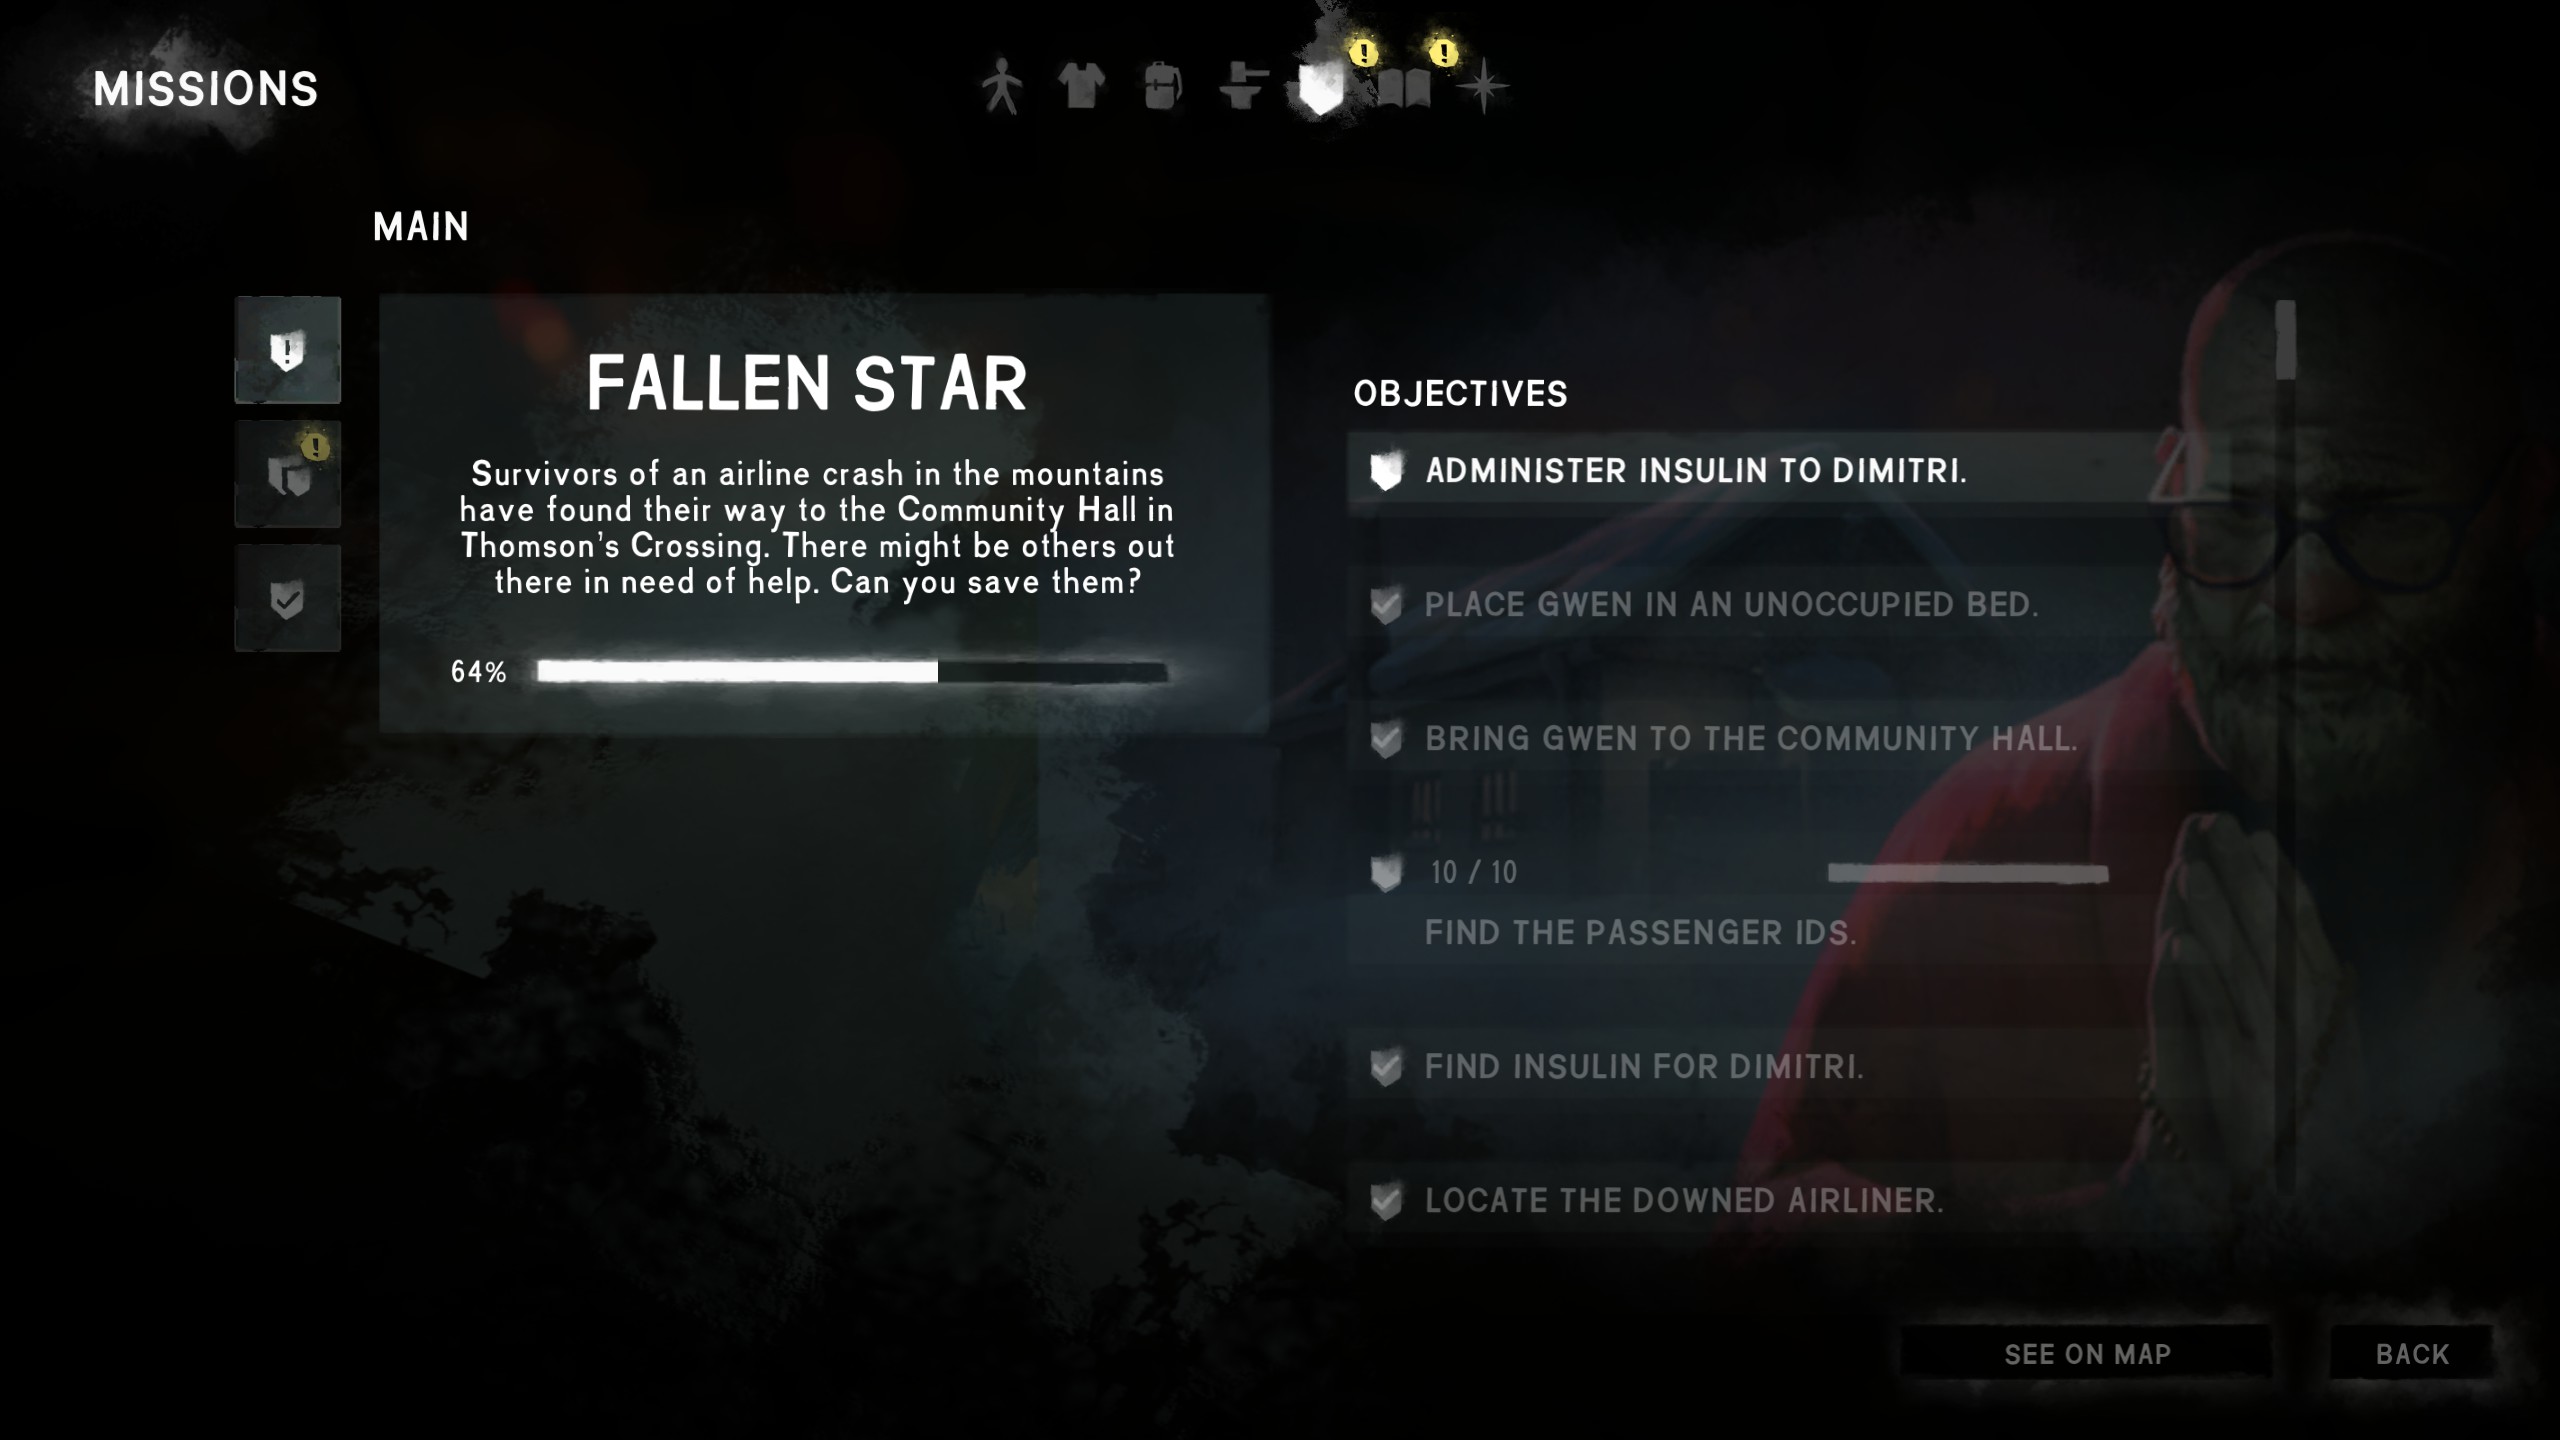 MISSIONS
MAIN
FALLEN STAR
Survivors of an airline crash in the mountains
have found their way to the Community Hall in
Thomson's Crossing. There might be others out
there in need of help. Can you save them?
64%
OBJECTIVES
ADMINISTER INSULIN TO DIMITRI.
PLACE GWEN IN AN UNOCCUPIED BED.
BRING GWEN TO THE COMMUNITY HALL.
10 / 10
FIND THE PASSENGER IDS.
FIND INSULIN FOR DIMITRI.
LOCATE THE DOWNED AIRLINER.
SEE ON MAP
BACK